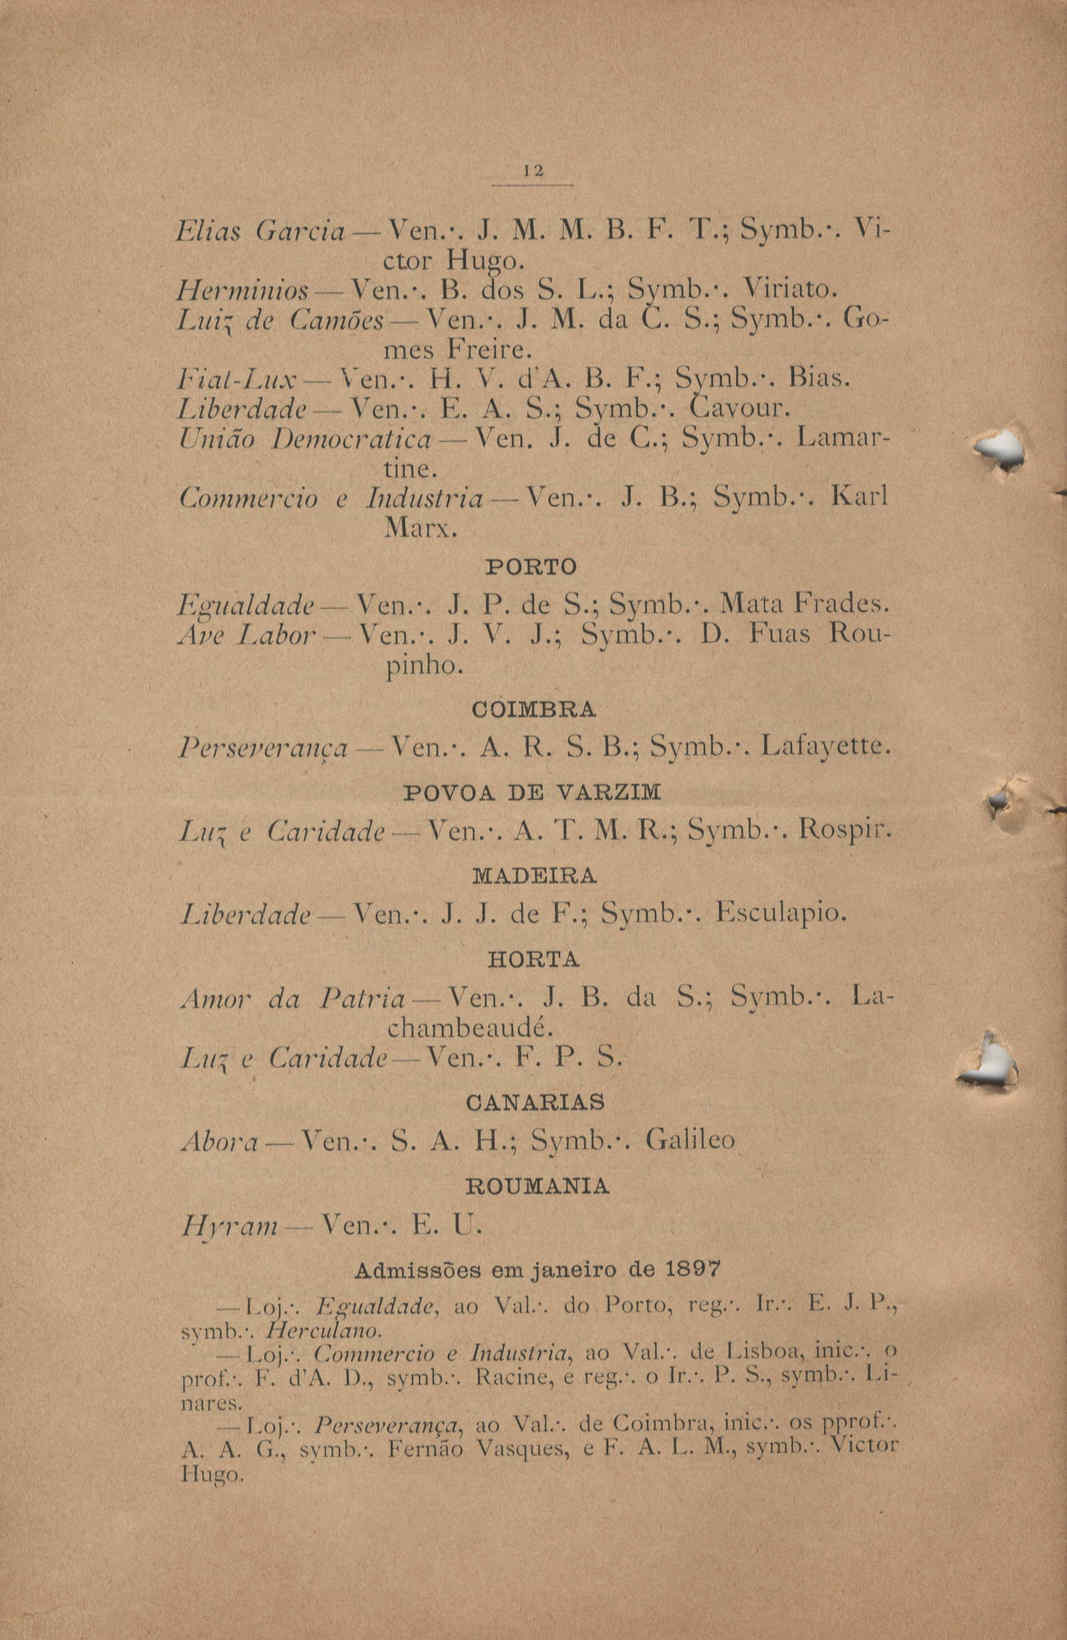 12
Elias Garcia — Ven.·. J. M. M. B. F. T.; Symb.·. Vi-
ctor Hugo.
Herminios — Ven.·. B. dos S. L.; Symb.·. Viriato.
Luiz de Camões — Ven.·. J. M. da C. S.; Symb.·. Go-
mes Freire.
Fiat-Lux — Ven.·. H. V. d'A. B. F.; Symb.·. Bias.
Liberdade — Ven.·. E. A. S.; Symb.·. Cavour.
União Democratica — Ven. J. de C.; Symb.·. Lamar-
tine.
Commercio e Industria — Ven.·. J. B.; Symb.·. Karl
Marx.
PORTO
Egualdade — Ven.·. J. P. de S.; Symb.·. Mata Frades.
Ave Labor — Ven.·. J. V. J.; Symb.·. D. Fuas Rou-
pinho.
COIMBRA
Perseverança — Ven.·. A. R. S. B.; Symb.·. Lafayette.
POVOA DE VARZIM
Luz e Caridade — Ven.·. A. T. M. R.; Symb.·. Rospir.
MADEIRA
Liberdade — Ven.·. J. J. de F.; Symb.·. Esculapio.
HORTA
Amor da Patria — Ven.·. J. B. da S.; Symb.·. La-
chambeaudé.
Luz e Caridade — Ven.·. F. P. S.
CANARIAS
Abora — Ven.·. S. A. H.; Symb.·. Galileo
ROUMANIA
Hyram — Ven.·. E. U.
Admissões em janeiro de 1897
— Loj.·. Egualdade, ao Val.·. do Porto, reg.·. Ir.·. E. J. P.,
symb.·. Herculano.
— Loj.·. Commercio e Industria, ao Val.·. de Lisboa, inic.·. o
prof.·. F. d'A. D., symb.·. Racine, e reg.·. o Ir.·. P. S., symb.·. Li-
nares.
— Loj.·. Perseverança, ao Val.·. de Coimbra, inic.·. os pprof.·.
A. A. G., symb.·. Fernão Vasques, e F. A. L. M., symb.·. Victor
Hugo.